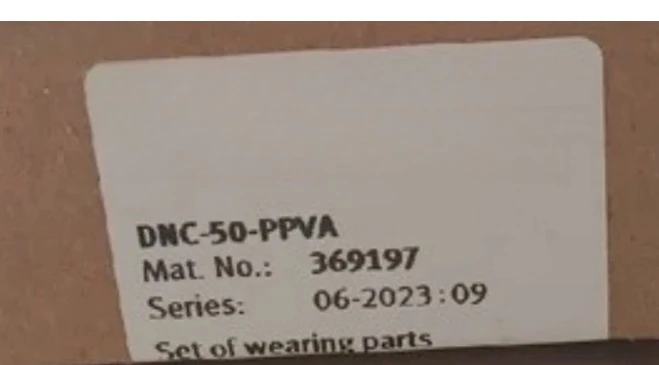 DNC-50-PPVA
Mat. No.: 369197
Series: 06-2023:09
Set of wearing parts